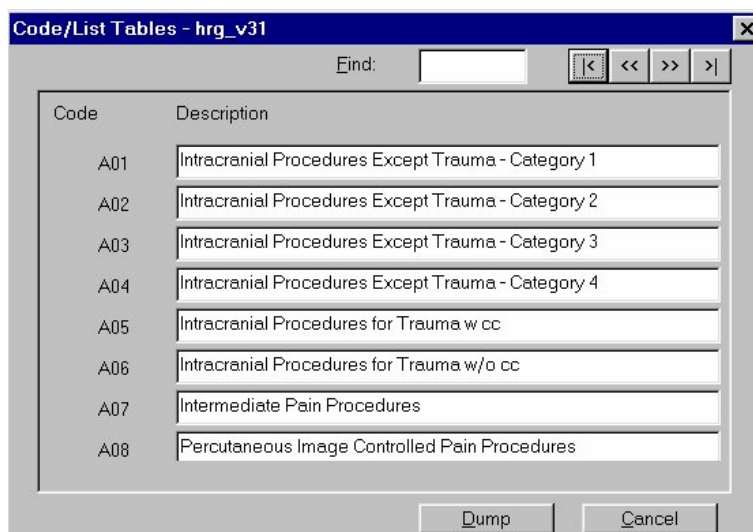 Code/List Tables - hrg_v31
Find: |< << >> >|
Code Description
A01 Intracranial Procedures Except Trauma - Category 1
A02 Intracranial Procedures Except Trauma - Category 2
A03 Intracranial Procedures Except Trauma - Category 3
A04 Intracranial Procedures Except Trauma - Category 4
A05 Intracranial Procedures for Trauma w cc
A06 Intracranial Procedures for Trauma w/o cc
A07 Intermediate Pain Procedures
A08 Percutaneous Image Controlled Pain Procedures
Dump Cancel